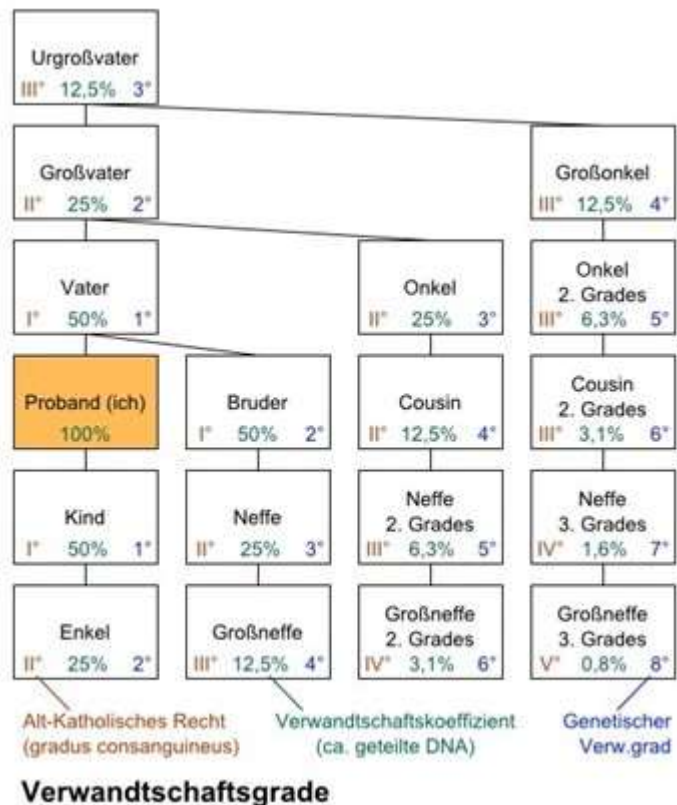 Urgroßvater
III° 12,5% 3°
Großvater
II° 25% 2°
Großonkel
III° 12,5% 4°
Vater
I° 50% 1°
Onkel
II° 25% 3°
Onkel
2. Grades
III° 6,3% 5°
Proband (ich)
100%
Bruder
I° 50% 2°
Cousin
II° 12,5% 4°
Cousin
2. Grades
III° 3,1% 6°
Kind
I° 50% 1°
Neffe
II° 25% 3°
Neffe
2. Grades
III° 6,3% 5°
Neffe
3. Grades
IV° 1,6% 7°
Enkel
II° 25% 2°
Großneffe
III° 12,5% 4°
Großneffe
2. Grades
IV° 3,1% 6°
Großneffe
3. Grades
V° 0,8% 8°
Alt-Katholisches Recht
(gradus consanguineus)
Verwandtschaftskoeffizient
(ca. geteilte DNA)
Genetischer
Verw.grad
Verwandtschaftsgrade